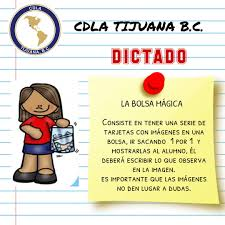 CDLA
TIJUANA, B.C.
CDLA TIJUANA B.C.
DICTADO
LA BOLSA MÁGICA
CONSISTE EN TENER UNA SERIE DE
TARJETAS CON IMÁGENES EN UNA
BOLSA, IR SACANDO 1 POR 1 Y
MOSTRARLAS AL ALUMNO, ÉL
DEBERÁ ESCRIBIR LO QUE OBSERVA
EN LA IMAGEN.
ES IMPORTANTE QUE LAS IMÁGENES
NO DEN LUGAR A DUDAS.